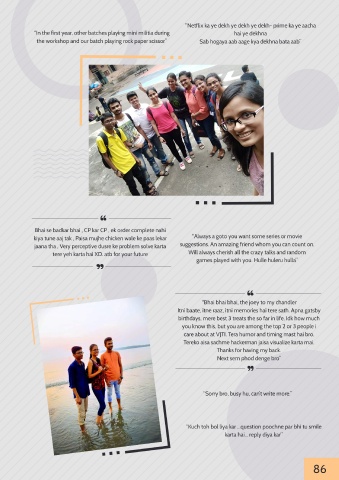 "In the first year, other batches playing mini militia during
the workshop and our batch playing rock paper scissor"
"Netflix ka ye dekh ye dekh ye dekh- prime ka ye aacha
hai ye dekhna
Sab hogaya aab aage kya dekhna bata aab"
Bhai se badkar bhai , CP kar CP , ek order complete nahi
kiya tune aaj tak , Paisa mujhe chicken wale ke paas lekar
jaana tha , Very perceptive dusre ke problem solve karta
tere yeh karta hai XD. atb for your future
"Always a goto you want some series or movie
suggestions. An amazing friend whom you can count on.
Will always cherish all the crazy talks and random
games played with you. Hulle hulleru hulla"
"Bhai bhai bhai, the joey to my chandler
Itni baate, itne raaz, itni memories hai tere sath. Apna gatsby
birthdays, mere best 3 treats the so far in life. Idk how much
you know this, but you are among the top 2 or 3 people i
care about at VJTI. Tera humor and timing mast hai bro.
Tereko aisa sachme hackerman jaisa visualize karta mai.
Thanks for having my back.
Next sem phod denge bro"
"Sorry bro, busy hu, can't write more."
"Kuch toh bol liya kar... question poochne par bhi tu smile
karta hai... reply diya kar"
86